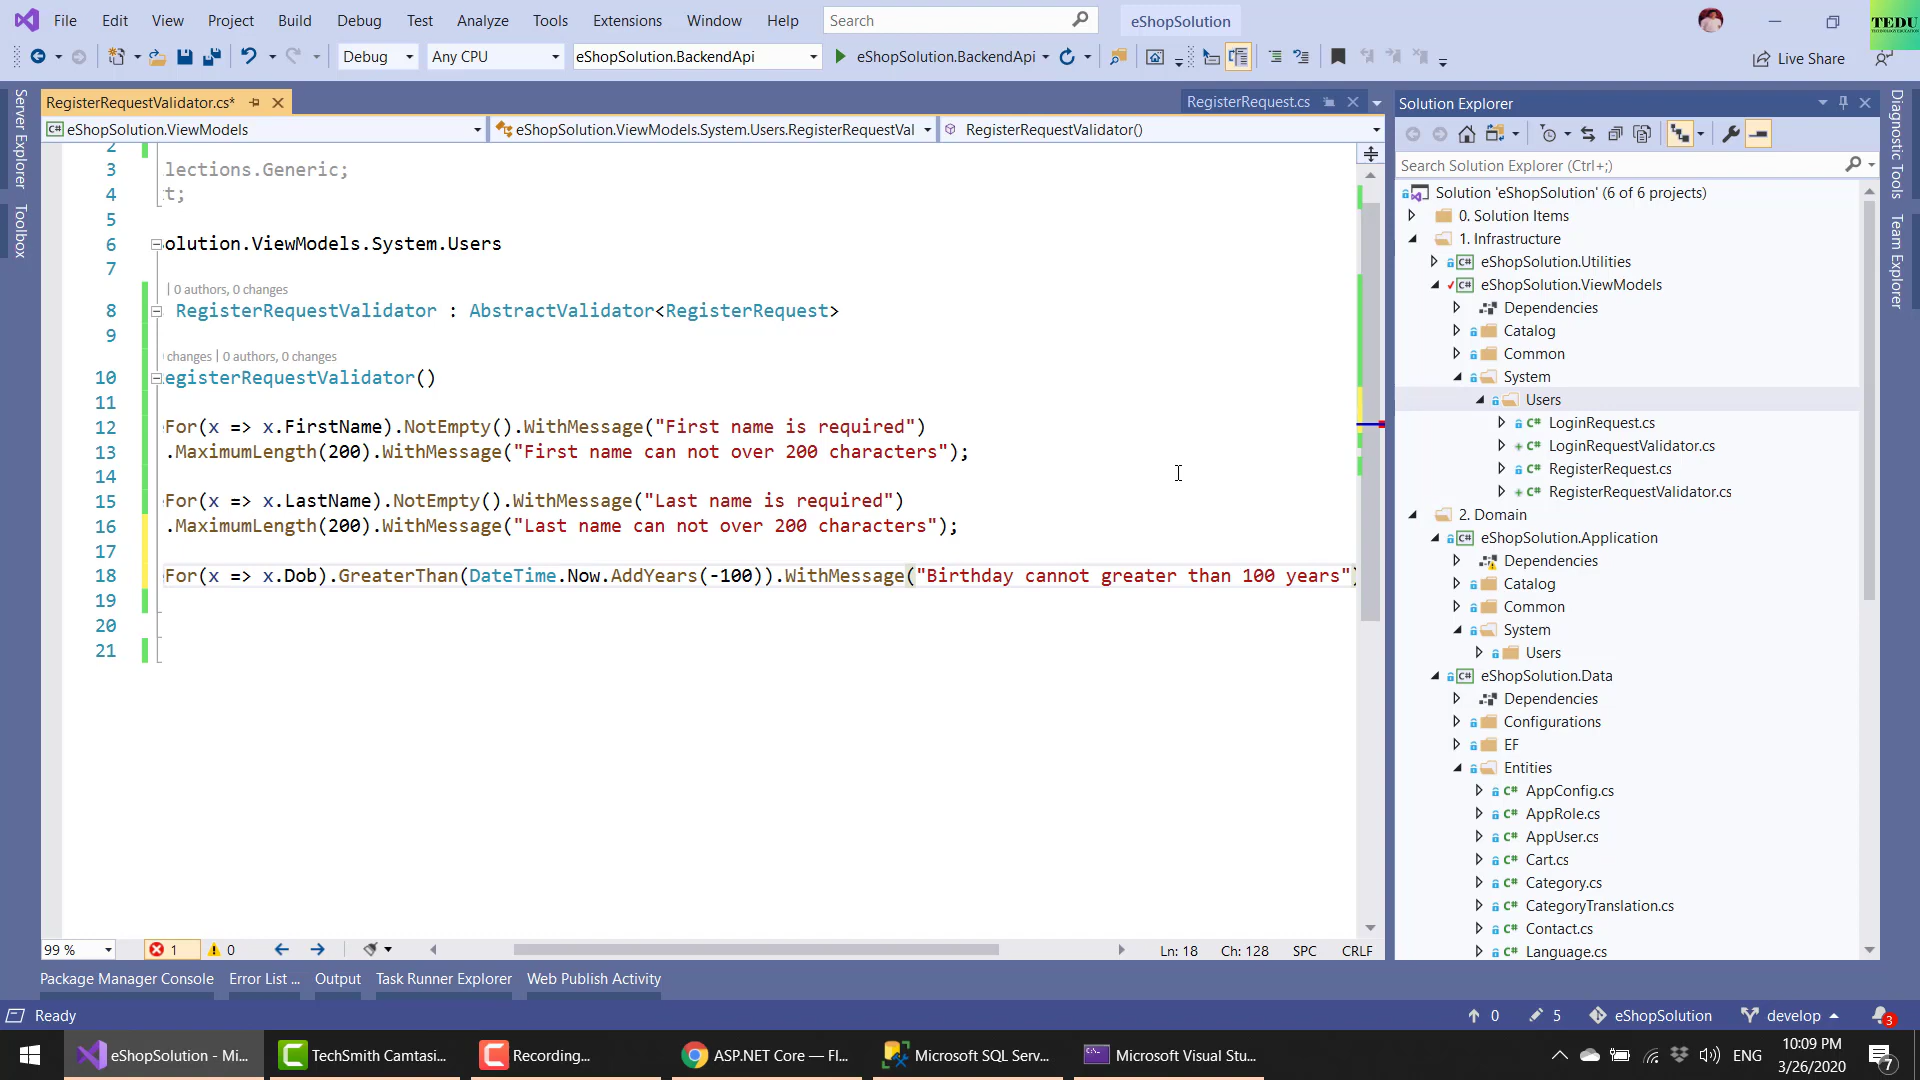 File Edit View Project Build Debug Test Analyze Tools Extensions Window Help Search eShopSolution TEDU
Debug Any CPU eShopSolution.BackendApi eShopSolution.BackendApi Live Share
RegisterRequestValidator.cs* RegisterRequest.cs
eShopSolution.ViewModels eShopSolution.ViewModels.System.Users.RegisterRequestVal RegisterRequestValidator()
Server Explorer
Toolbox
2
3 lections.Generic;
4 t;
5
6 olution.ViewModels.System.Users
7
| 0 authors, 0 changes
8 RegisterRequestValidator : AbstractValidator<RegisterRequest>
9
changes | 0 authors, 0 changes
10 egisterRequestValidator()
11
12 For(x => x.FirstName).NotEmpty().WithMessage("First name is required")
13 .MaximumLength(200).WithMessage("First name can not over 200 characters");
14
15 For(x => x.LastName).NotEmpty().WithMessage("Last name is required")
16 .MaximumLength(200).WithMessage("Last name can not over 200 characters");
17
18 For(x => x.Dob).GreaterThan(DateTime.Now.AddYears(-100)).WithMessage("Birthday cannot greater than 100 years")
19
20
21
99 % 1 0 Ln: 18 Ch: 128 SPC CRLF
Solution Explorer
Search Solution Explorer (Ctrl+;)
Solution 'eShopSolution' (6 of 6 projects)
0. Solution Items
1. Infrastructure
C# eShopSolution.Utilities
C# eShopSolution.ViewModels
Dependencies
Catalog
Common
System
Users
C# LoginRequest.cs
C# LoginRequestValidator.cs
C# RegisterRequest.cs
C# RegisterRequestValidator.cs
2. Domain
C# eShopSolution.Application
Dependencies
Catalog
Common
System
Users
C# eShopSolution.Data
Dependencies
Configurations
EF
Entities
C# AppConfig.cs
C# AppRole.cs
C# AppUser.cs
C# Cart.cs
C# Category.cs
C# CategoryTranslation.cs
C# Contact.cs
C# Language.cs
Diagnostic Tools
Team Explorer
Package Manager Console Error List ... Output Task Runner Explorer Web Publish Activity
Ready 0 5 eShopSolution develop 3
eShopSolution - Mi... TechSmith Camtasi... Recording... ASP.NET Core — Fl... Microsoft SQL Serv... Microsoft Visual Stu... ENG 10:09 PM
3/26/2020 7